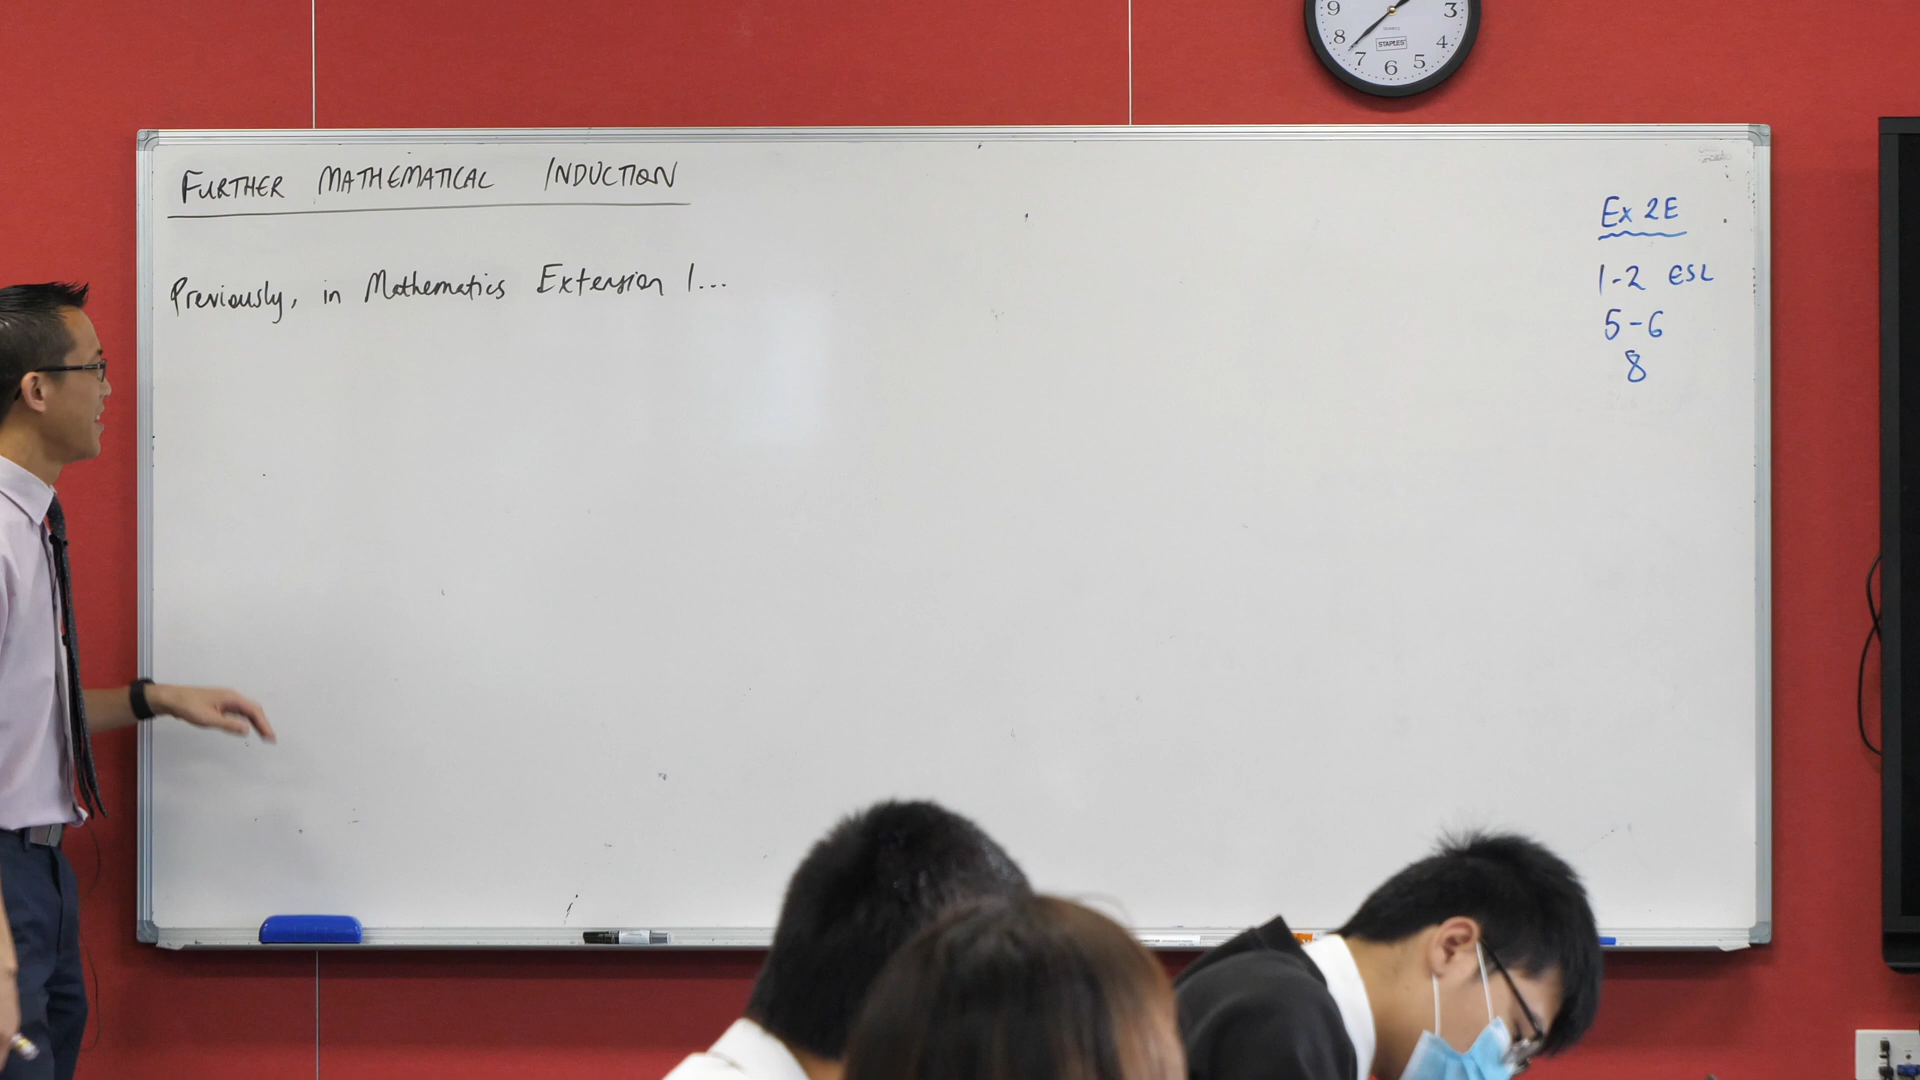 FURTHER MATHEMATICAL INDUCTION
Previously, in Mathematics Extension 1...
Ex 2E
1-2 ESL
5-6
8
9
8
7
6
5
4
3
STAPLES
QUARTZ